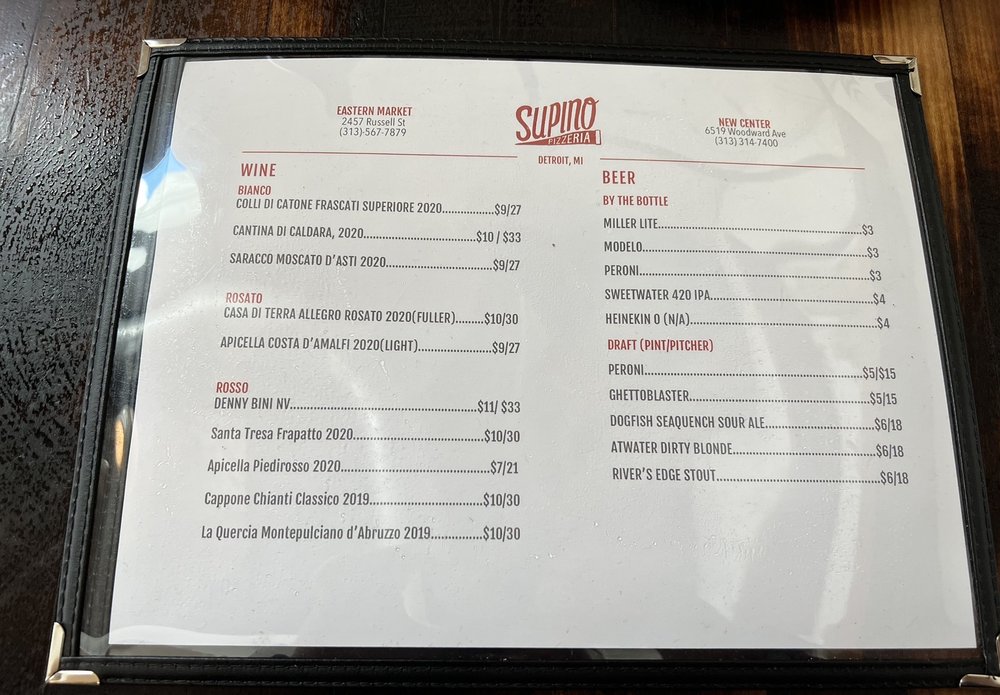 EASTERN MARKET
2457 Russell St
(313)-567-7879
SUPINO
PIZZERIA
DETROIT, MI
NEW CENTER
6519 Woodward Ave
(313) 314-7400
WINE
BIANCO
COLLI DI CATONE FRASCATI SUPERIORE 2020.................$9/27
CANTINA DI CALDARA, 2020.....................................$10 / $33
SARACCO MOSCATO D'ASTI 2020...................................$9/27
ROSATO
CASA DI TERRA ALLEGRO ROSATO 2020(FULLER).........$10/30
APICELLA COSTA D'AMALFI 2020(LIGHT)........................$9/27
ROSSO
DENNY BINI NV............................................................$11/ $33
Santa Tresa Frapatto 2020..........................................$10/30
Apicella Piedirosso 2020................................................$7/21
Cappone Chianti Classico 2019....................................$10/30
La Quercia Montepulciano d'Abruzzo 2019................$10/30
BEER
BY THE BOTTLE
MILLER LITE..................................................................$3
MODELO........................................................................$3
PERONI.........................................................................$3
SWEETWATER 420 IPA....................................................$4
HEINEKIN 0 (N/A)..........................................................$4
DRAFT (PINT/PITCHER)
PERONI......................................................................$5/$15
GHETTOBLASTER.........................................................$5/15
DOGFISH SEAQUENCH SOUR ALE...................................$6/18
ATWATER DIRTY BLONDE.............................................$6/18
RIVER'S EDGE STOUT...................................................$6/18